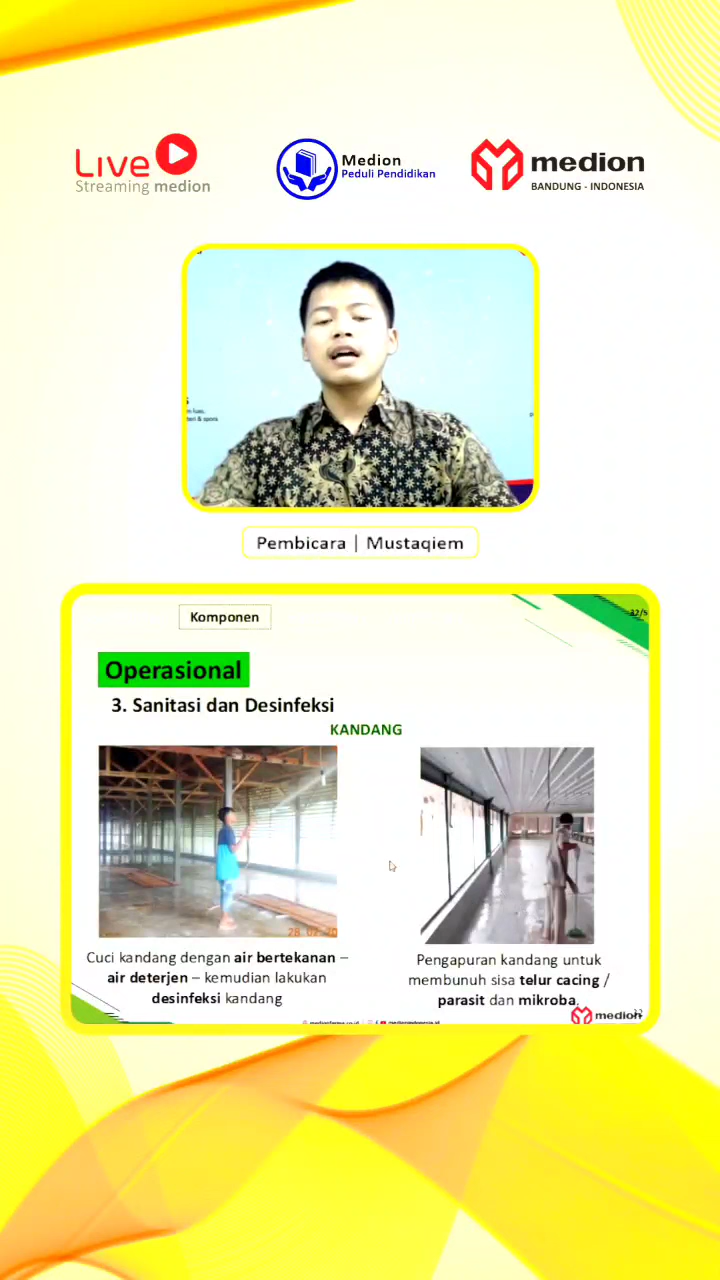 Live
Streaming medion
Medion
Peduli Pendidikan
medion
BANDUNG - INDONESIA
Pembicara | Mustaqiem
Komponen
Operasional
3. Sanitasi dan Desinfeksi
KANDANG
Cuci kandang dengan air bertekanan –
air deterjen – kemudian lakukan
desinfeksi kandang
Pengapuran kandang untuk
membunuh sisa telur cacing /
parasit dan mikroba.
medion